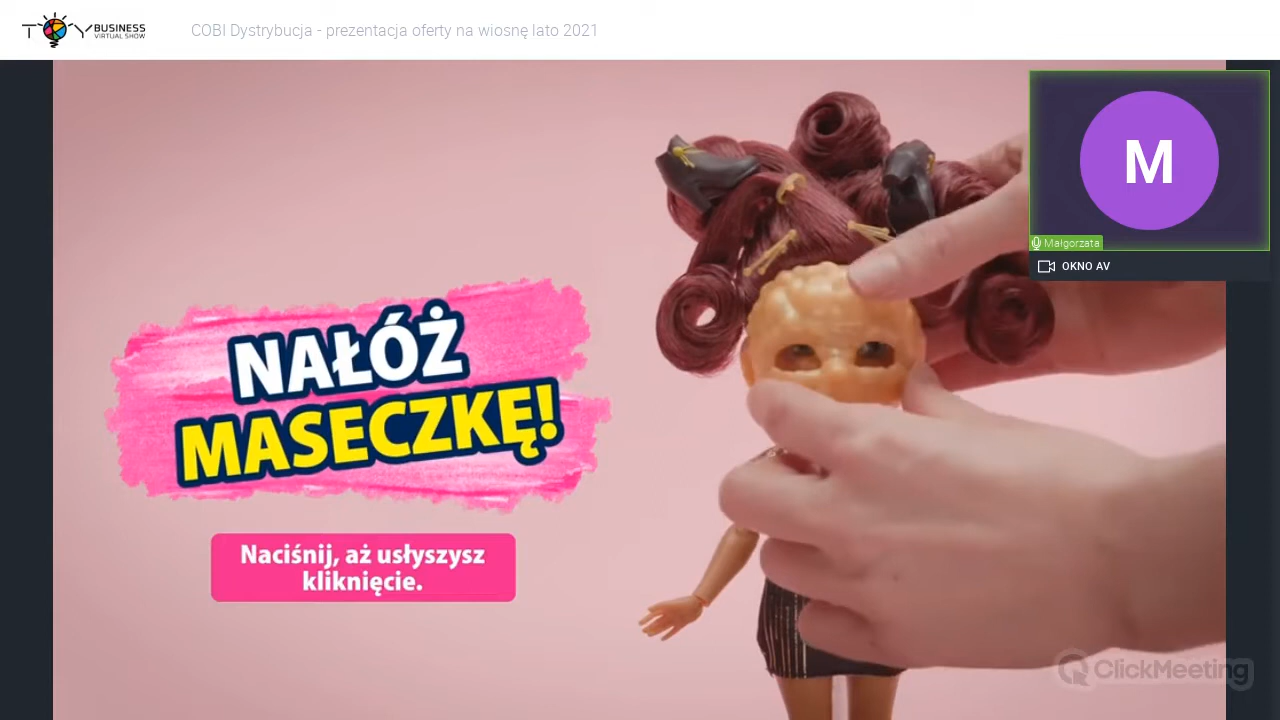 TOY BUSINESS
VIRTUAL SHOW
COBI Dystrybucja - prezentacja oferty na wiosnę lato 2021
M
Małgorzata
OKNO AV
NAŁÓŻ
MASECZKĘ!
Naciśnij, aż usłyszysz
kliknięcie.
ClickMeeting